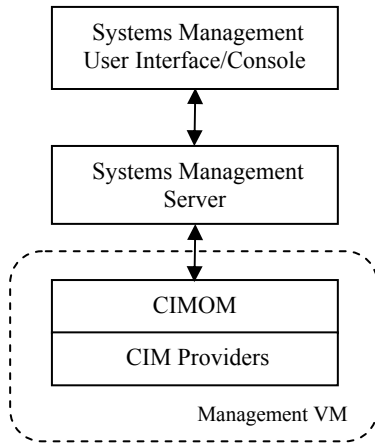 Systems Management
User Interface/Console
Systems Management
Server
CIMOM
CIM Providers
Management VM